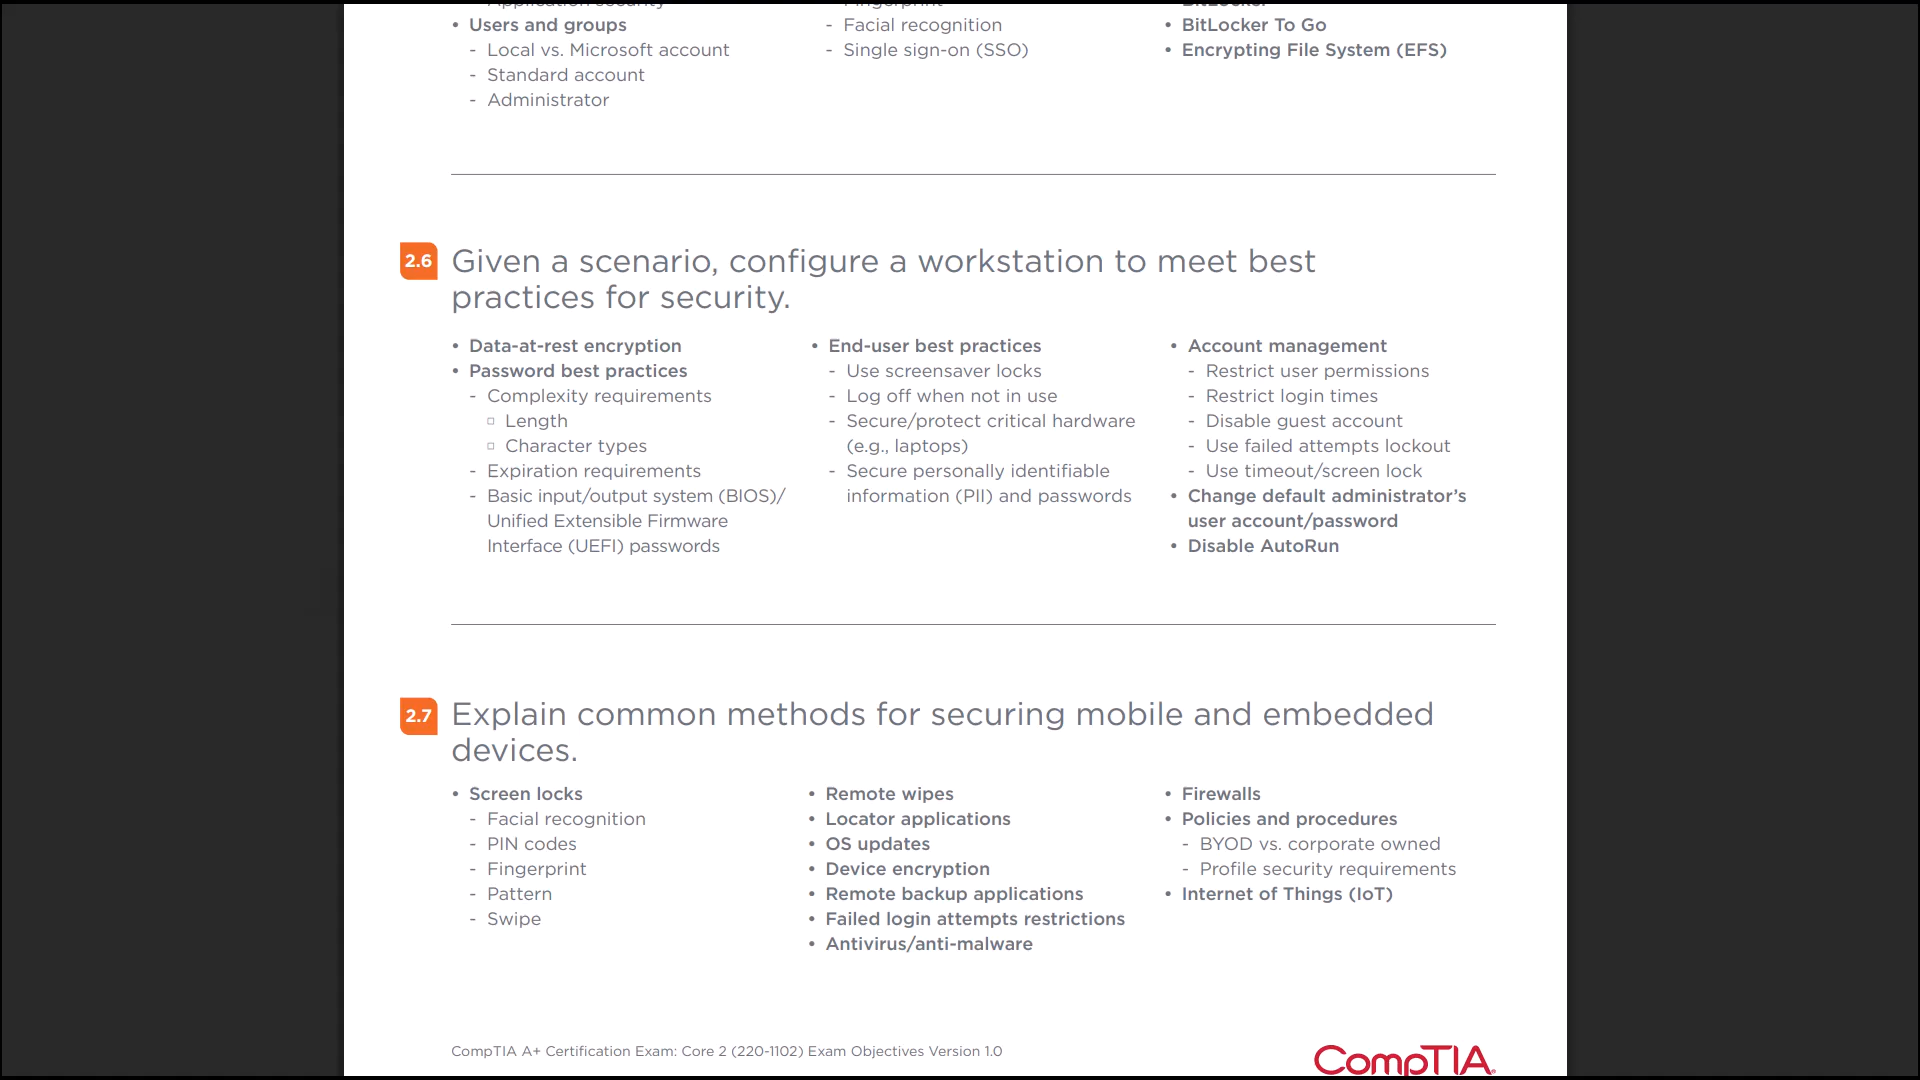 Application security
• Users and groups
- Local vs. Microsoft account
- Standard account
- Administrator
Fingerprint
- Facial recognition
- Single sign-on (SSO)
BitLocker
• BitLocker To Go
• Encrypting File System (EFS)
2.6 Given a scenario, configure a workstation to meet best
practices for security.
• Data-at-rest encryption
• Password best practices
- Complexity requirements
▫ Length
▫ Character types
- Expiration requirements
- Basic input/output system (BIOS)/
Unified Extensible Firmware
Interface (UEFI) passwords
• End-user best practices
- Use screensaver locks
- Log off when not in use
- Secure/protect critical hardware
(e.g., laptops)
- Secure personally identifiable
information (PII) and passwords
• Account management
- Restrict user permissions
- Restrict login times
- Disable guest account
- Use failed attempts lockout
- Use timeout/screen lock
• Change default administrator’s
user account/password
• Disable AutoRun
2.7 Explain common methods for securing mobile and embedded
devices.
• Screen locks
- Facial recognition
- PIN codes
- Fingerprint
- Pattern
- Swipe
• Remote wipes
• Locator applications
• OS updates
• Device encryption
• Remote backup applications
• Failed login attempts restrictions
• Antivirus/anti-malware
• Firewalls
• Policies and procedures
- BYOD vs. corporate owned
- Profile security requirements
• Internet of Things (IoT)
CompTIA A+ Certification Exam: Core 2 (220-1102) Exam Objectives Version 1.0
CompTIA.